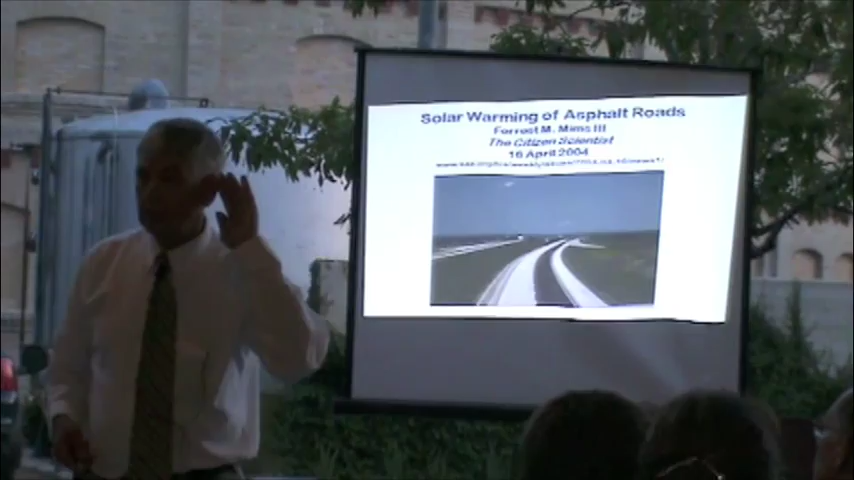 Solar Warming of Asphalt Roads
Forrest M. Mims III
The Citizen Scientist
16 April 2004